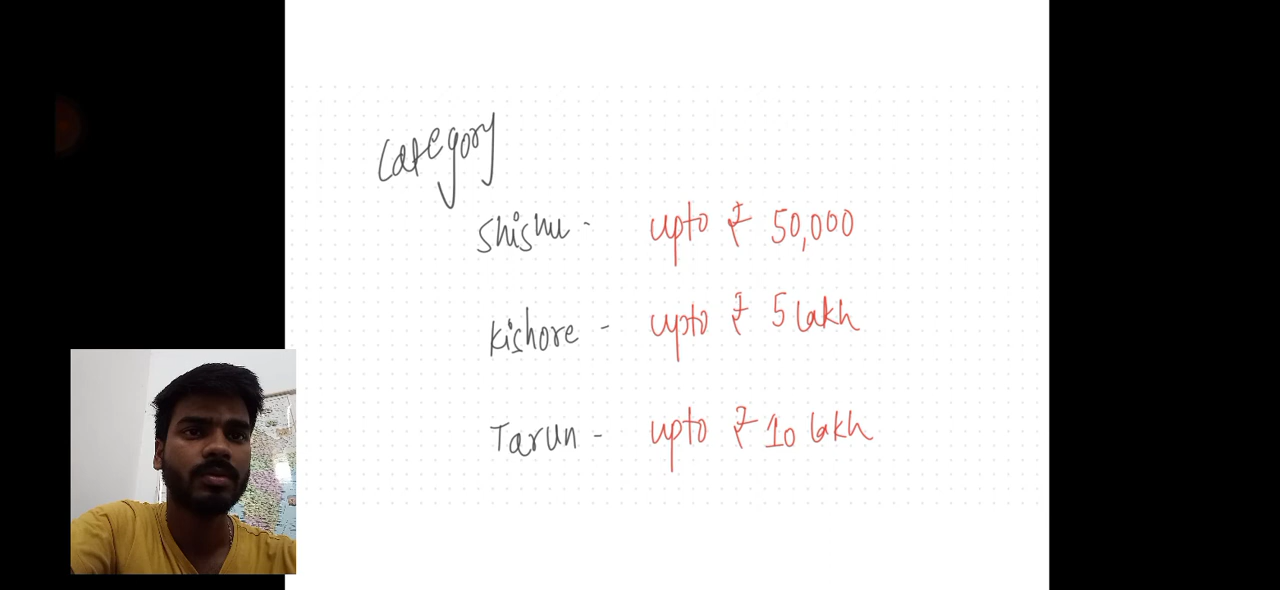 Category
Shishu - upto ₹ 50,000
Kishore - upto ₹ 5 lakh
Tarun - upto ₹ 10 lakh